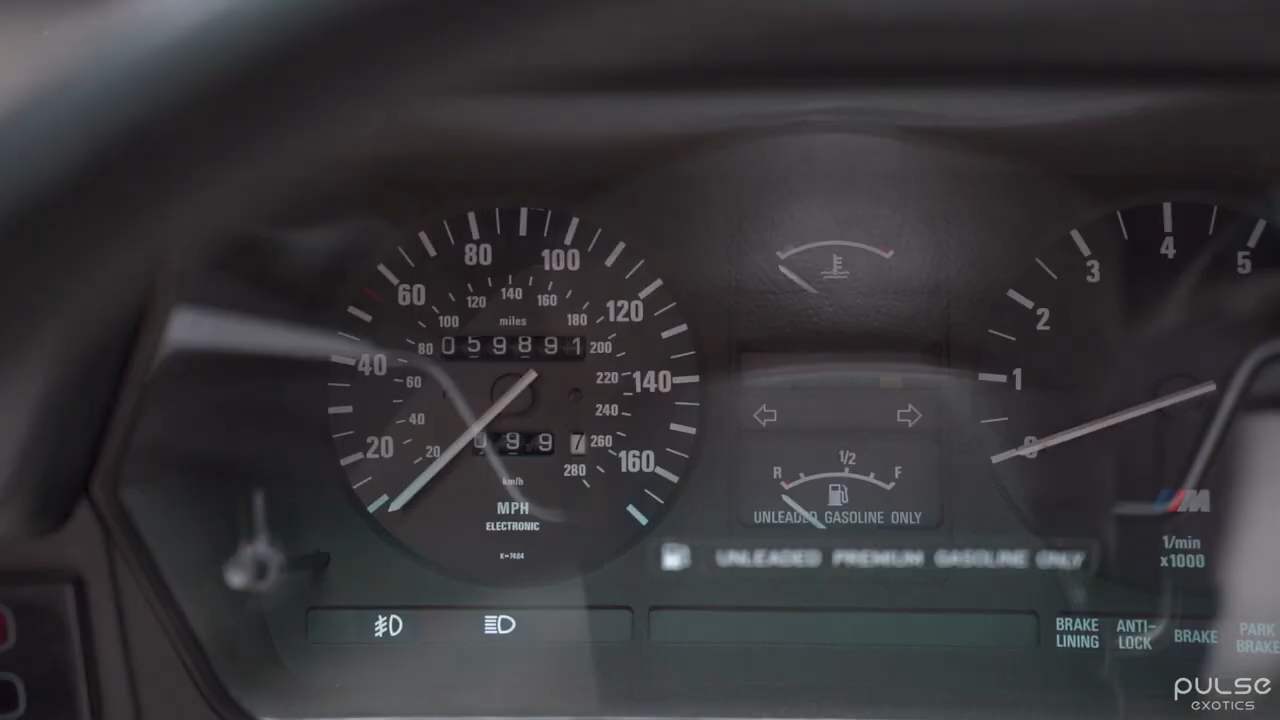 80
100
60
120
40
140
20
160
120 140 160
100
180
80
200
60
220
40
240
20
260
280
miles
059891
099 7
km/h
MPH
ELECTRONIC
K=7484
1/2
R F
UNLEADED GASOLINE ONLY
UNLEADED PREMIUM GASOLINE ONLY
1
2
3
4
5
M
1/min
x1000
BRAKE
LINING
ANTI-
LOCK
BRAKE
PARK
BRAKE
PULSE
EXOTICS